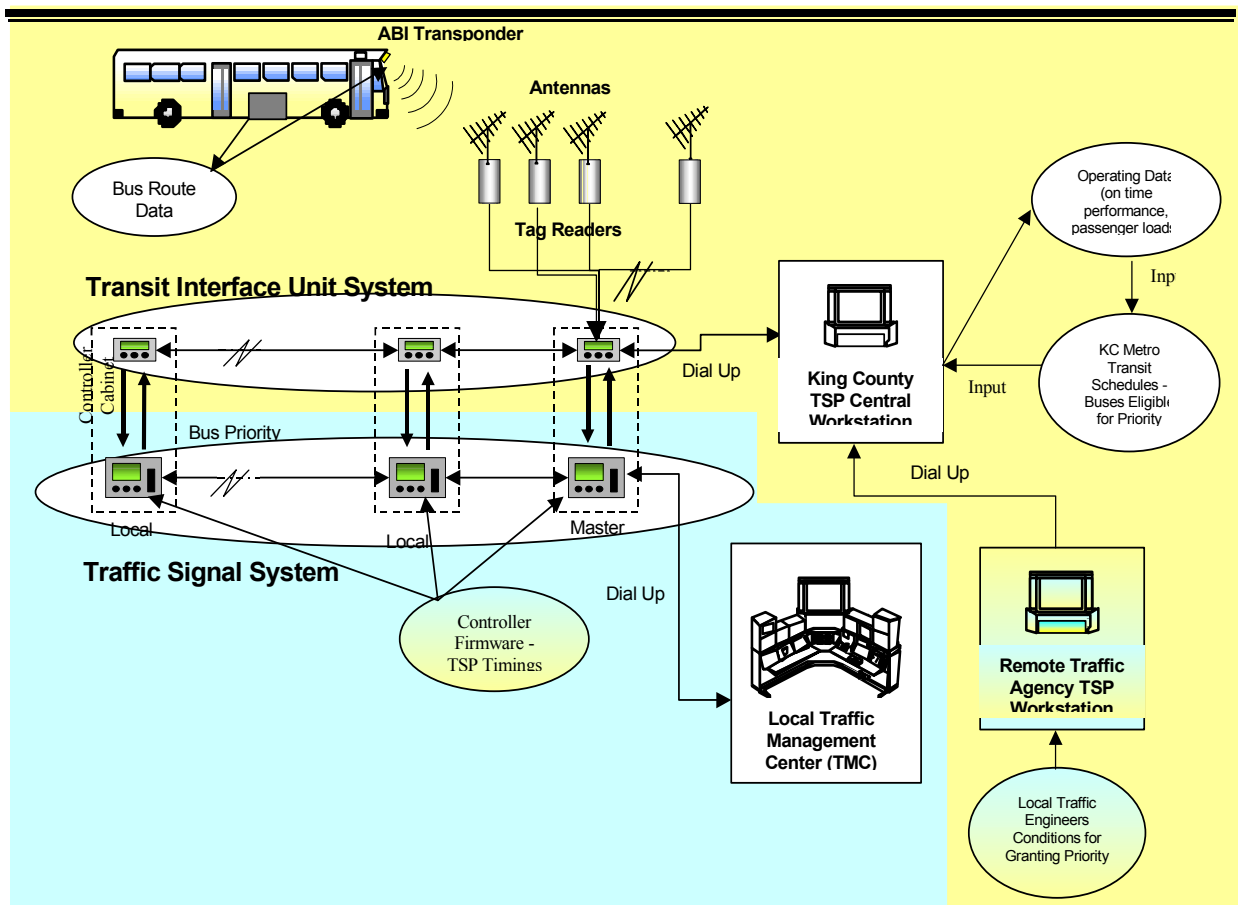 ABI Transponder
Antennas
Bus Route
Data
Tag Readers
Operating Data
(on time
performance,
passenger loads
Input
Inp
KC Metro
Transit
Schedules -
Buses Eligible
for Priority
Transit Interface Unit System
Controller
Cabinet
Dial Up
King County
TSP Central
Workstation
Bus Priority
Dial Up
Local
Local
Master
Traffic Signal System
Dial Up
Controller
Firmware -
TSP Timings
Local Traffic
Management
Center (TMC)
Remote Traffic
Agency TSP
Workstation
Local Traffic
Engineers
Conditions for
Granting Priority